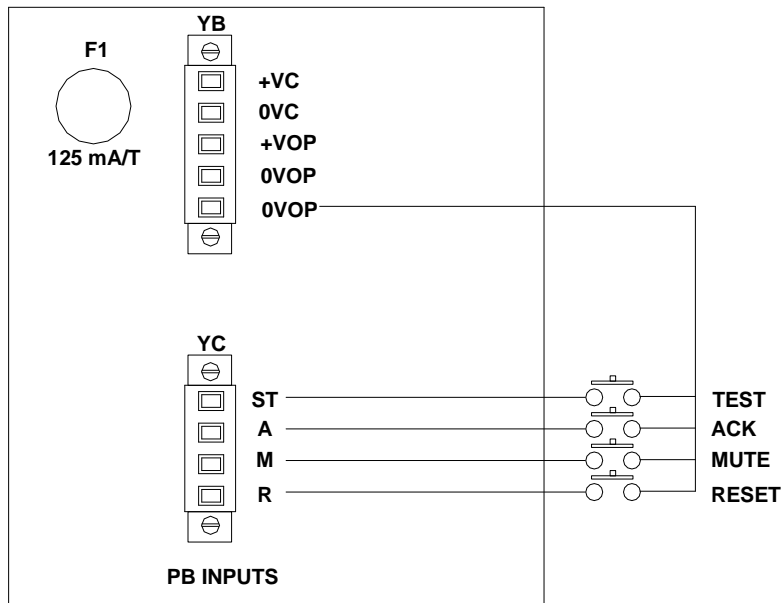 YB
F1
+VC
0VC
+VOP
125 mA/T
0VOP
0VOP
YC
ST
TEST
A
ACK
M
MUTE
R
RESET
PB INPUTS